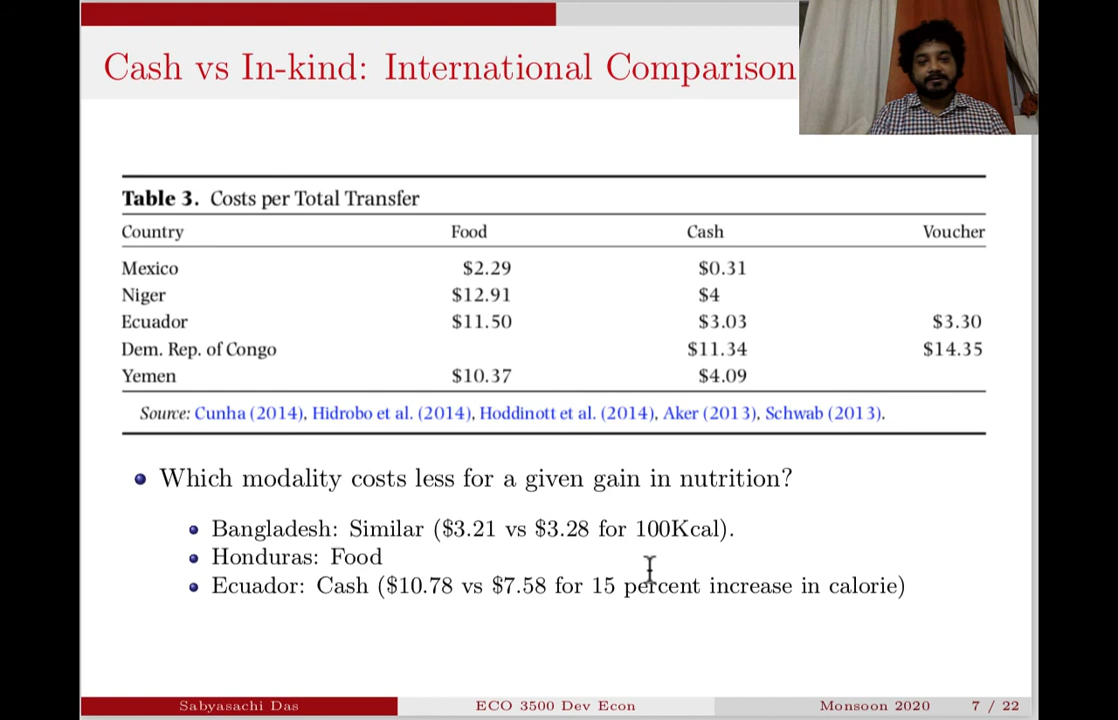 Cash vs In-kind: International Comparison
Table 3. Costs per Total Transfer
Country Food Cash Voucher
Mexico $2.29 $0.31
Niger $12.91 $4
Ecuador $11.50 $3.03 $3.30
Dem. Rep. of Congo $11.34 $14.35
Yemen $10.37 $4.09
Source: Cunha (2014), Hidrobo et al. (2014), Hoddinott et al. (2014), Aker (2013), Schwab (2013).
Which modality costs less for a given gain in nutrition?
Bangladesh: Similar ($3.21 vs $3.28 for 100Kcal).
Honduras: Food
Ecuador: Cash ($10.78 vs $7.58 for 15 percent increase in calorie)
Sabyasachi Das ECO 3500 Dev Econ Monsoon 2020 7 / 22